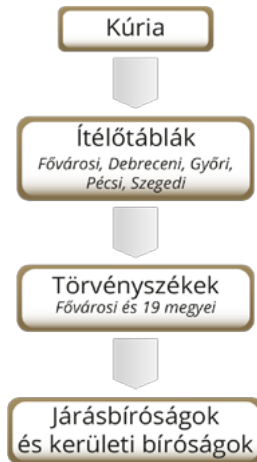 Kúria
Ítélőtáblák
Fővárosi, Debreceni, Győri,
Pécsi, Szegedi
Törvényszékek
Fővárosi és 19 megyei
Járásbíróságok
és kerületi bíróságok